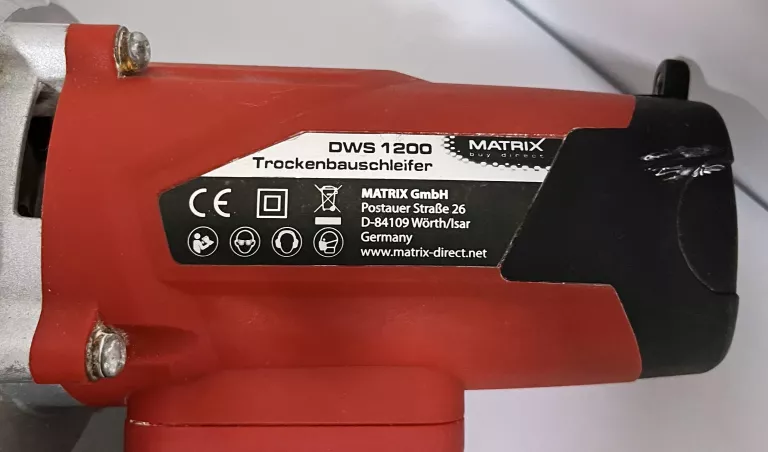 DWS 1200
Trockenbauschleifer
MATRIX
buy direct
CE
MATRIX GmbH
Postauer Straße 26
D-84109 Wörth/Isar
Germany
www.matrix-direct.net